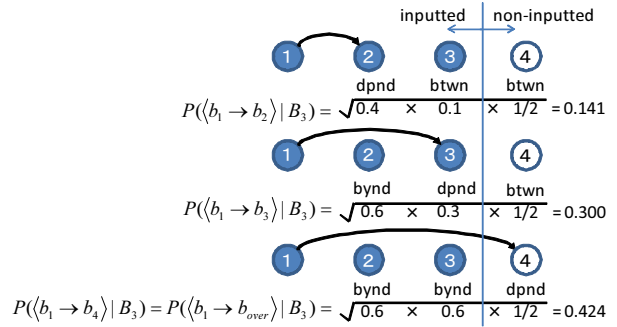 inputted non-inputted
1 2 3 4
dpnd btwn btwn
P(⟨b₁ → b₂⟩ | B₃) = √0.4 × 0.1 × 1/2 = 0.141
1 2 3 4
bynd dpnd btwn
P(⟨b₁ → b₃⟩ | B₃) = √0.6 × 0.3 × 1/2 = 0.300
1 2 3 4
bynd bynd dpnd
P(⟨b₁ → b₄⟩ | B₃) = P(⟨b₁ → b_over⟩ | B₃) = √0.6 × 0.6 × 1/2 = 0.424